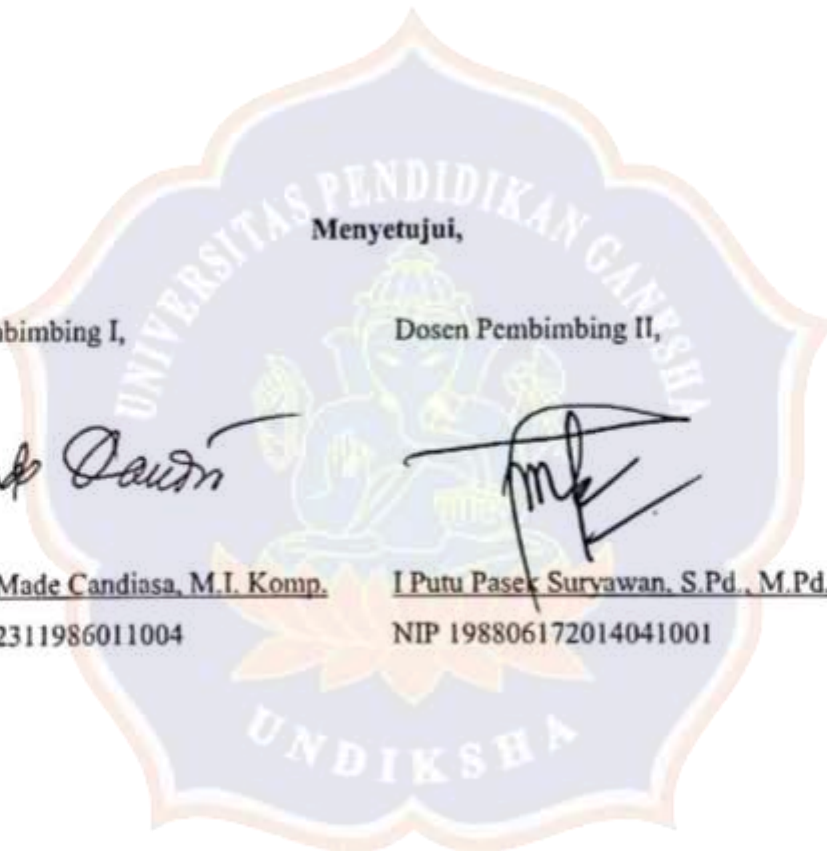 UNIVERSITAS PENDIDIKAN GANESHA
Menyetujui,
mbimbing I,
Dosen Pembimbing II,
Made Candiasa, M.I. Komp.
I Putu Pasek Suryawan, S.Pd., M.Pd.
2311986011004
NIP 198806172014041001
UNDIKSHA